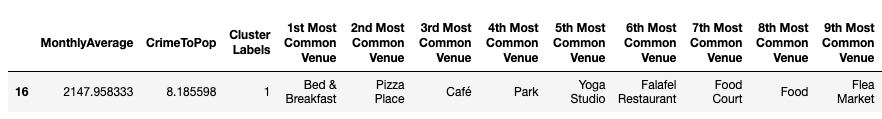 MonthlyAverage CrimeToPop Cluster Labels 1st Most Common Venue 2nd Most Common Venue 3rd Most Common Venue 4th Most Common Venue 5th Most Common Venue 6th Most Common Venue 7th Most Common Venue 8th Most Common Venue 9th Most Common Venue
16 2147.958333 8.185598 1 Bed & Breakfast Pizza Place Café Park Yoga Studio Falafel Restaurant Food Court Food Flea Market